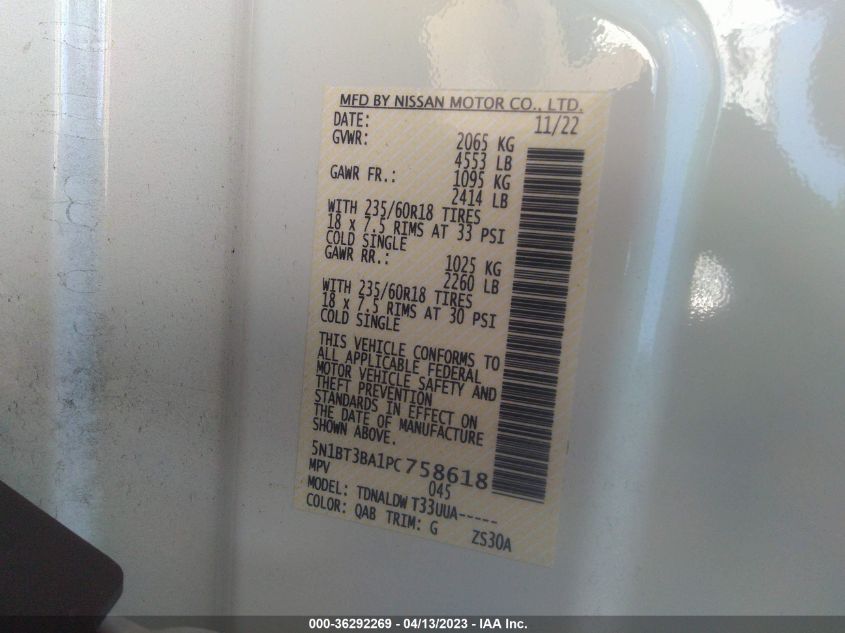 MFD BY NISSAN MOTOR CO., LTD.
DATE: 11/22
GVWR: 2065 KG
4553 LB
GAWR FR.: 1095 KG
2414 LB
WITH 235/60R18 TIRES
18 x 7.5 RIMS AT 33 PSI
COLD SINGLE
GAWR RR.: 1025 KG
2260 LB
WITH 235/60R18 TIRES
18 x 7.5 RIMS AT 30 PSI
COLD SINGLE
THIS VEHICLE CONFORMS TO
ALL APPLICABLE FEDERAL
MOTOR VEHICLE SAFETY AND
THEFT PREVENTION
STANDARDS IN EFFECT ON
THE DATE OF MANUFACTURE
SHOWN ABOVE.
5N1BT3BA1PC758618
MPV 045
MODEL: TDNALDW T33UUA-----
COLOR: QAB TRIM: G ZS30A
000-36292269 - 04/13/2023 - IAA Inc.